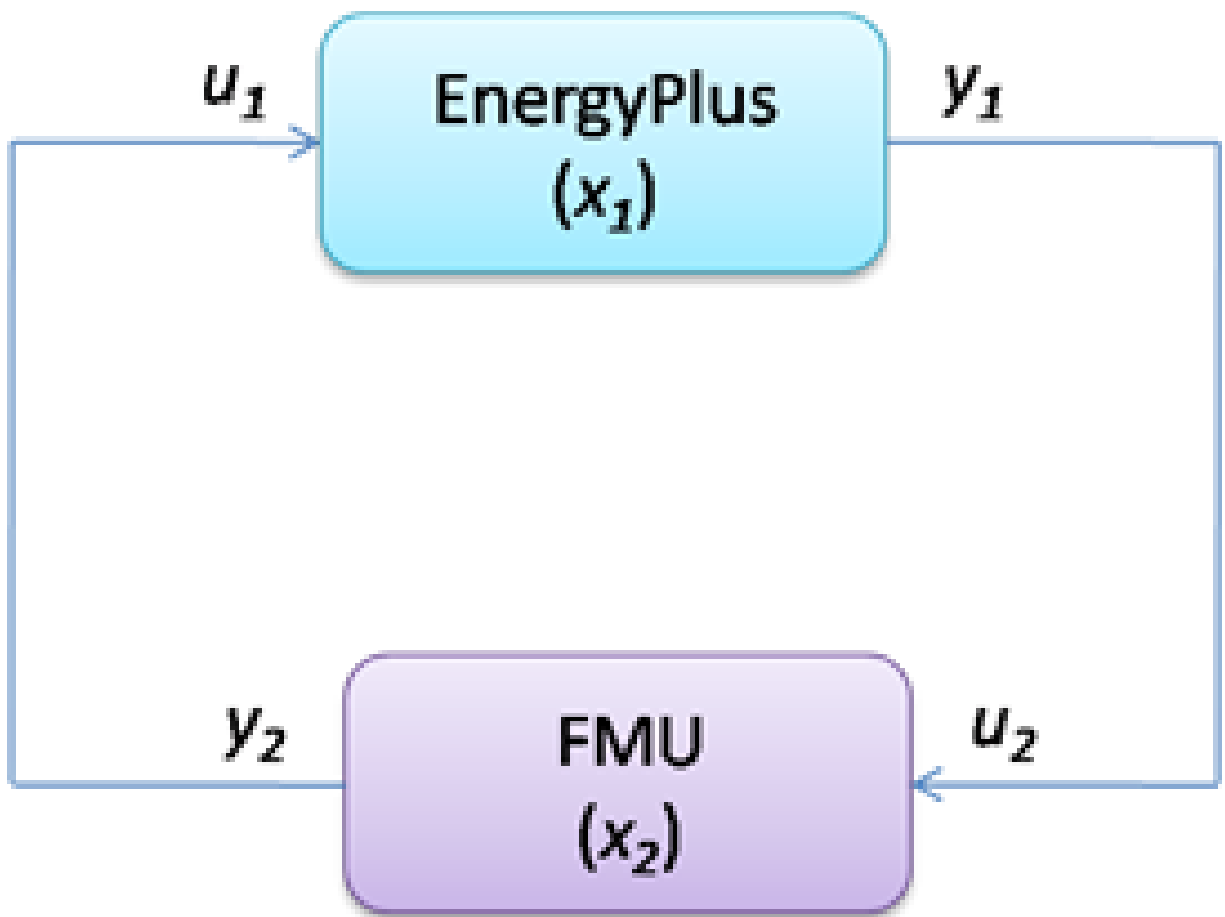 u₁
EnergyPlus
(x₁)
y₁
y₂
FMU
(x₂)
u₂